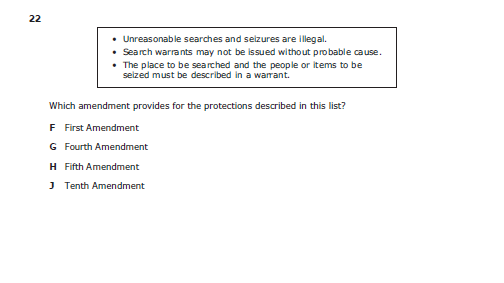 22
• Unreasonable searches and seizures are illegal.
• Search warrants may not be issued without probable cause.
• The place to be searched and the people or items to be
seized must be described in a warrant.
Which amendment provides for the protections described in this list?
F First Amendment
G Fourth Amendment
H Fifth Amendment
J Tenth Amendment